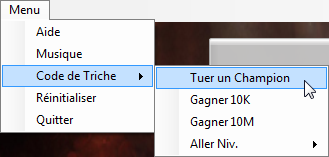 Menu
Aide
Musique
Code de Triche
Réinitialiser
Quitter
Tuer un Champion
Gagner 10K
Gagner 10M
Aller Niv.